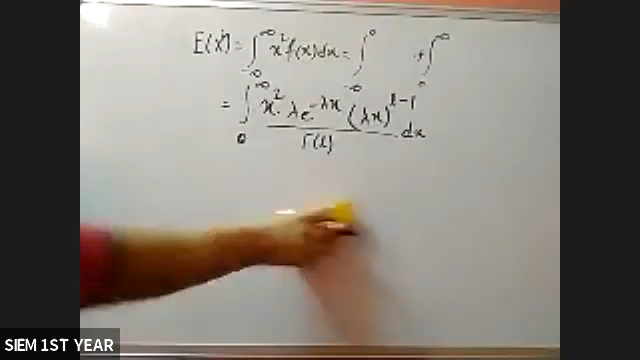 E(x²) = ∫_{-∞}^{∞} x² f(x) dx = ∫_{-∞}^{0} + ∫_{0}^{∞}
= ∫_{0}^{∞} x² · λe^{-λx} (λx)^{l-1} / Γ(l) dx
SIEM 1ST YEAR